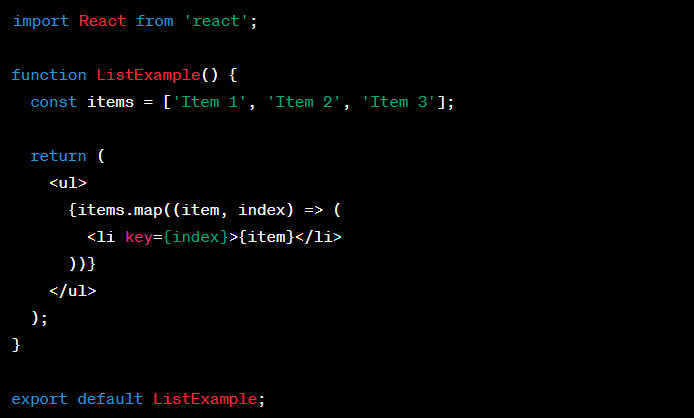 import React from 'react';

function ListExample() {
  const items = ['Item 1', 'Item 2', 'Item 3'];

  return (
    <ul>
      {items.map((item, index) => (
        <li key={index}>{item}</li>
      ))}
    </ul>
  );
}

export default ListExample;